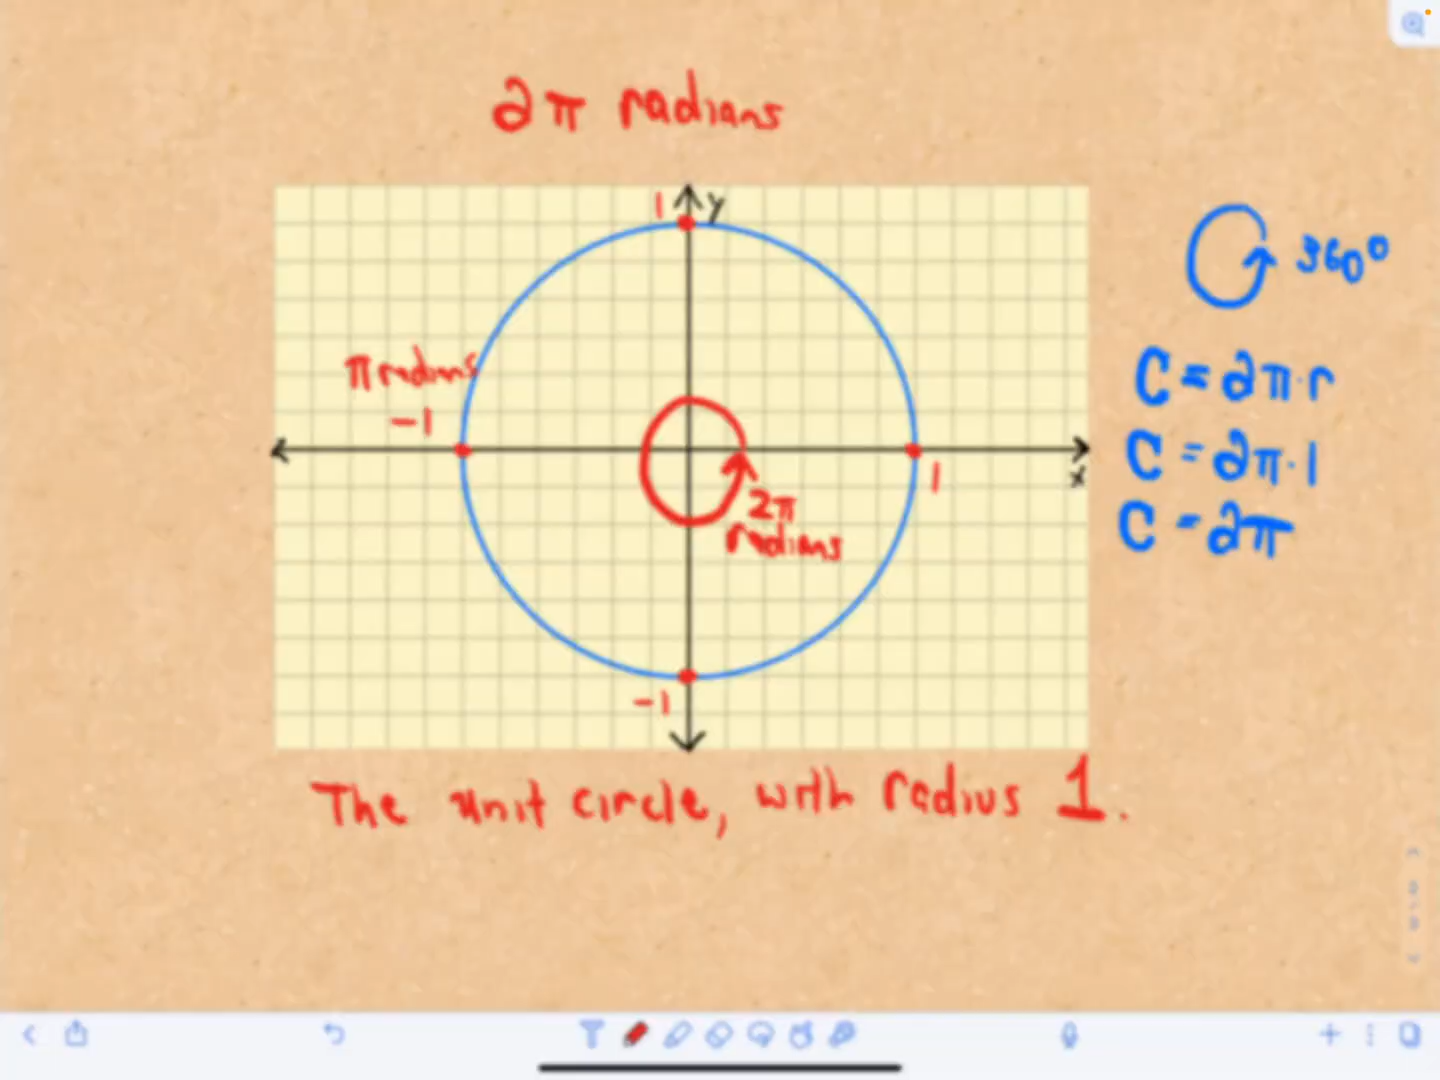 2π radians
1
y
360°
π radians
-1
C = 2π·r
C = 2π·1
1
x
2π
radians
C = 2π
-1
The unit circle, with radius 1.